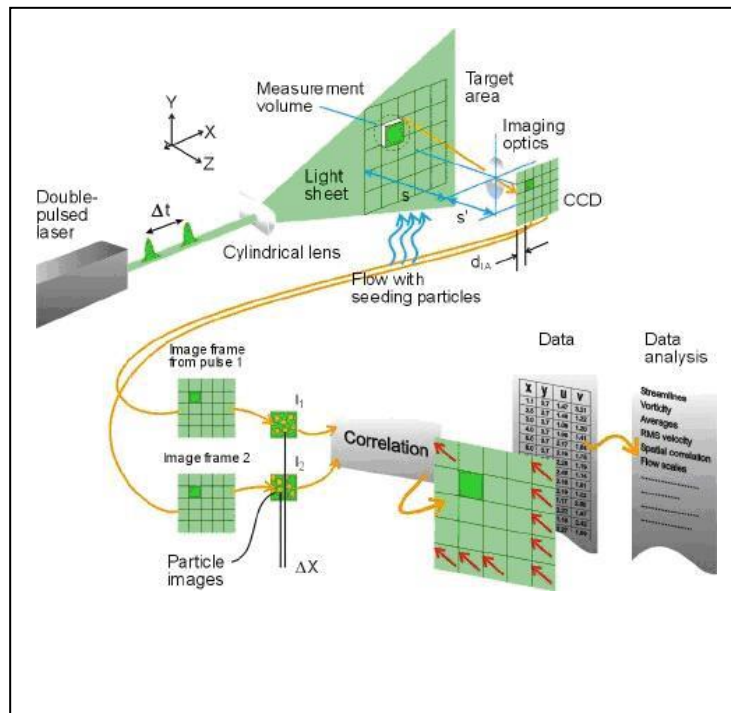 Y
X
Z
Measurement
volume
Target
area
Imaging
optics
Light
sheet
s
s'
CCD
Double-
pulsed
laser
Δt
Cylindrical lens
d_IA
Flow with
seeding particles
Image frame
from pulse 1
I₁
Image frame 2
I₂
Particle
images
ΔX
Correlation
Data
x y u v
Data
analysis
Streamlines
Vorticity
Averages
RMS velocity
Spatial correlation
Flow scales